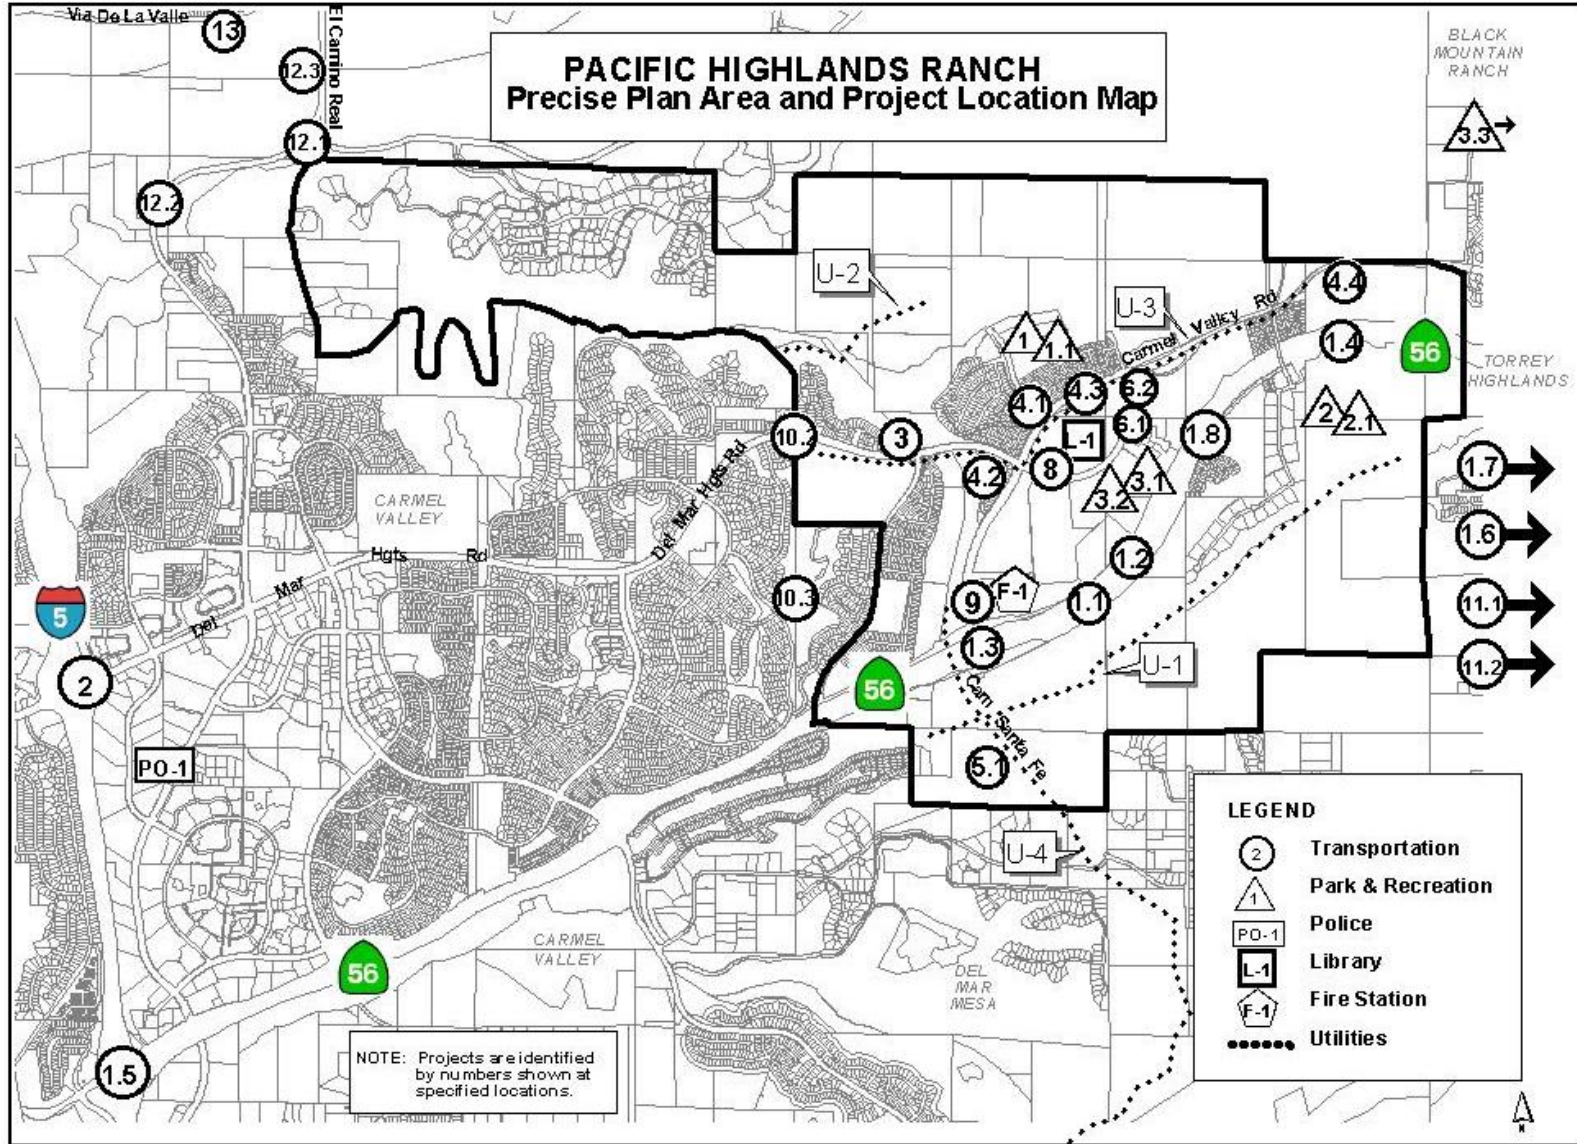 Via De La Valle
13
El Camino Real
12.3
12.1
12.2
PACIFIC HIGHLANDS RANCH
Precise Plan Area and Project Location Map
BLACK
MOUNTAIN
RANCH
3.3
U-2
U-3
Carmel Valley Rd
4.4
1.4
56
TORREY
HIGHLANDS
1
1.1
4.1
4.3
6.2
6.1
L-1
1.8
2
2.1
10.2
3
4.2
8
3.1
3.2
1.7
1.6
11.1
11.2
CARMEL
VALLEY
Del Mar Hgts Rd
Del Mar Hgts Rd
5
2
10.3
9
F-1
1.1
1.2
1.3
56
U-1
Cam Santa Fe
5.1
PO-1
U-4
CARMEL
VALLEY
56
DEL
MAR
MESA
1.5
NOTE: Projects are identified
by numbers shown at
specified locations.
LEGEND
2 Transportation
1 Park & Recreation
PO-1 Police
L-1 Library
F-1 Fire Station
Utilities
N